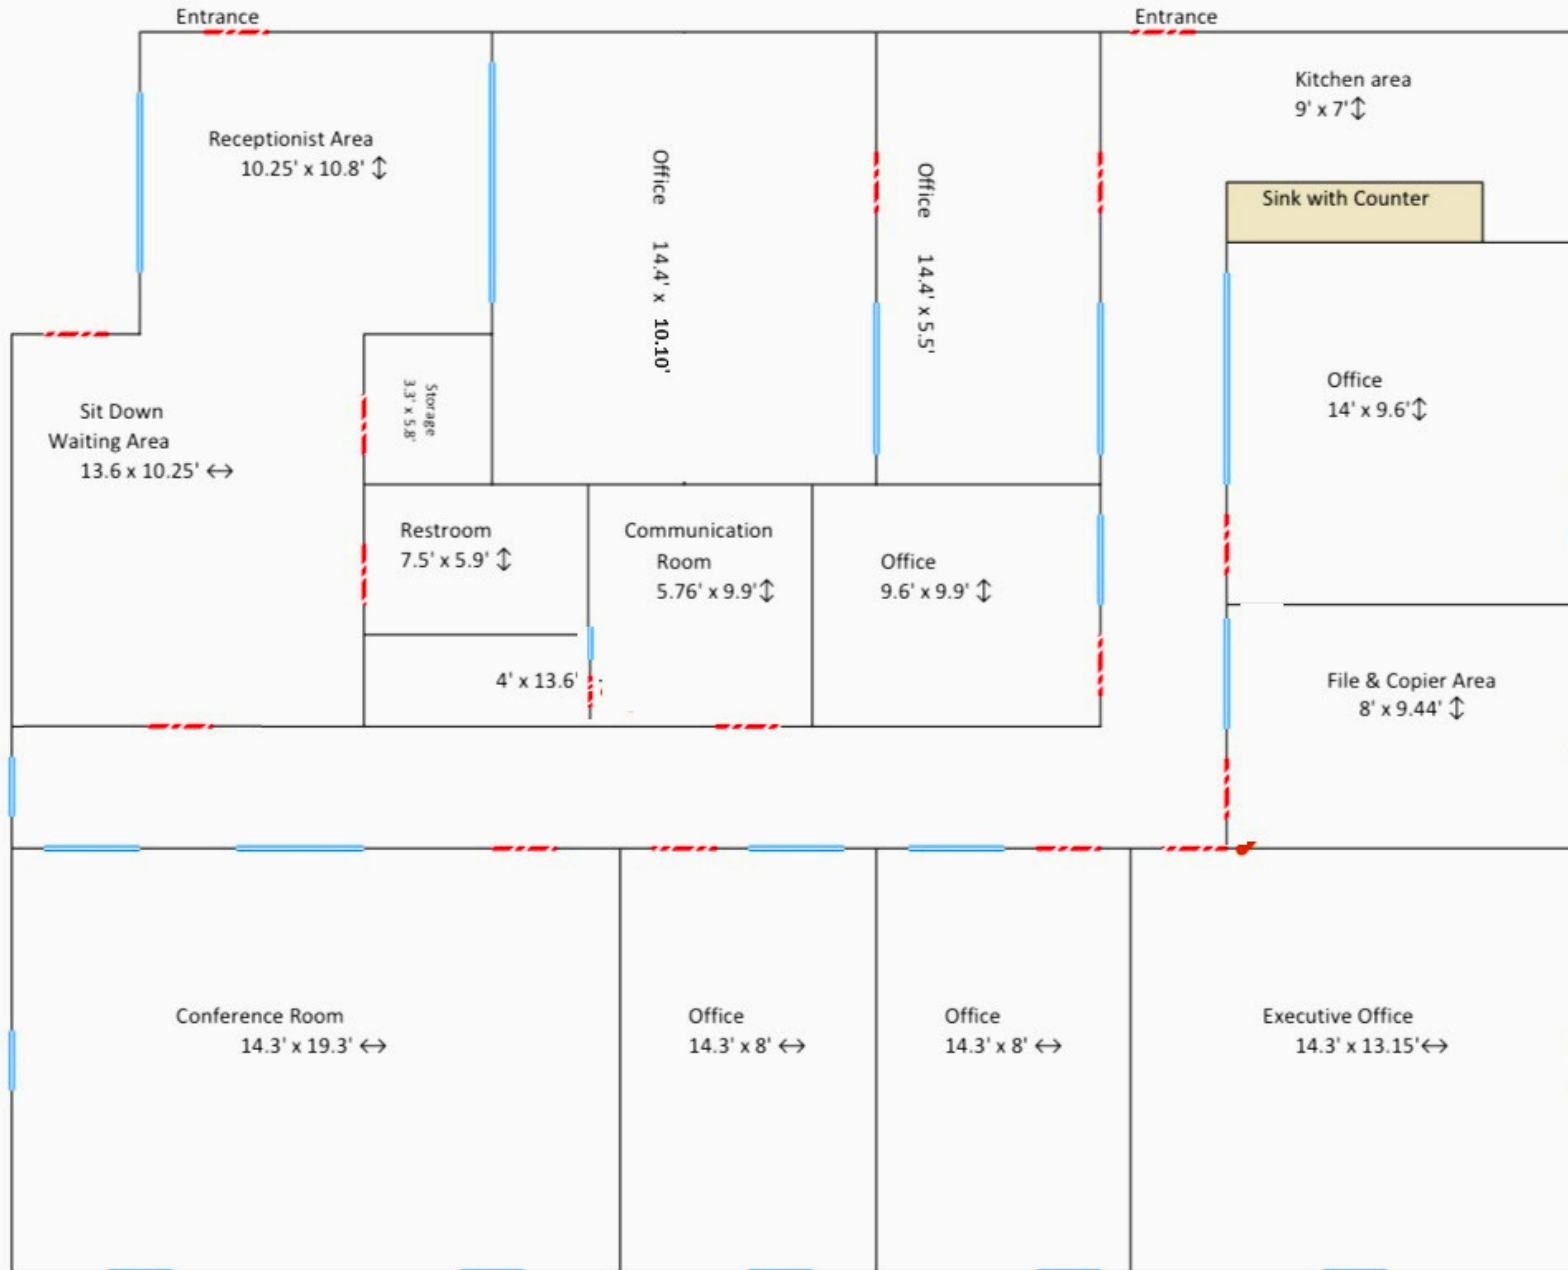 Entrance
Entrance
Kitchen area
9' x 7'↕
Receptionist Area
10.25' x 10.8' ↕
Office 14.4' x 10.10'
Office 14.4' x 5.5'
Sink with Counter
Office
14' x 9.6'↕
Storage
3.3' x 5.8'
Sit Down
Waiting Area
13.6 x 10.25' ↔
Restroom
7.5' x 5.9' ↕
Communication
Room
5.76' x 9.9'↕
Office
9.6' x 9.9' ↕
4' x 13.6'
File & Copier Area
8' x 9.44' ↕
Conference Room
14.3' x 19.3' ↔
Office
14.3' x 8' ↔
Office
14.3' x 8' ↔
Executive Office
14.3' x 13.15'↔